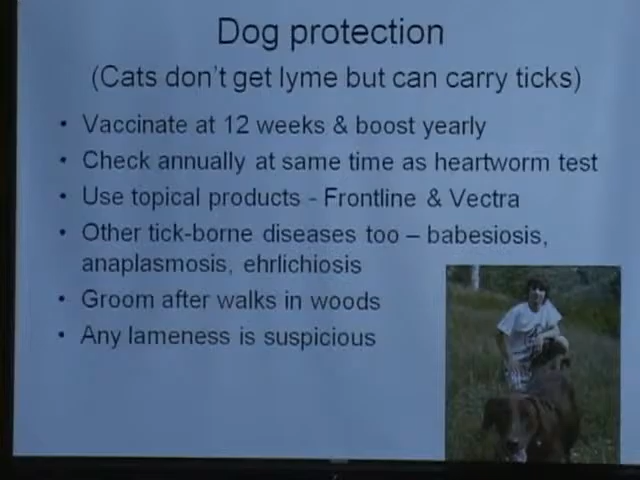 Dog protection
(Cats don't get lyme but can carry ticks)
• Vaccinate at 12 weeks & boost yearly
• Check annually at same time as heartworm test
• Use topical products - Frontline & Vectra
• Other tick-borne diseases too – babesiosis,
anaplasmosis, ehrlichiosis
• Groom after walks in woods
• Any lameness is suspicious